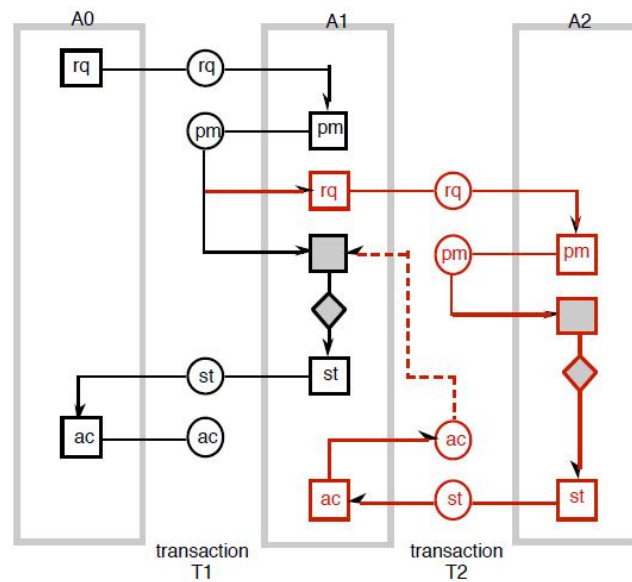 A0
A1
A2
rq
rq
pm
pm
rq
rq
pm
pm
st
st
ac
ac
ac
ac
st
st
transaction
T1
transaction
T2